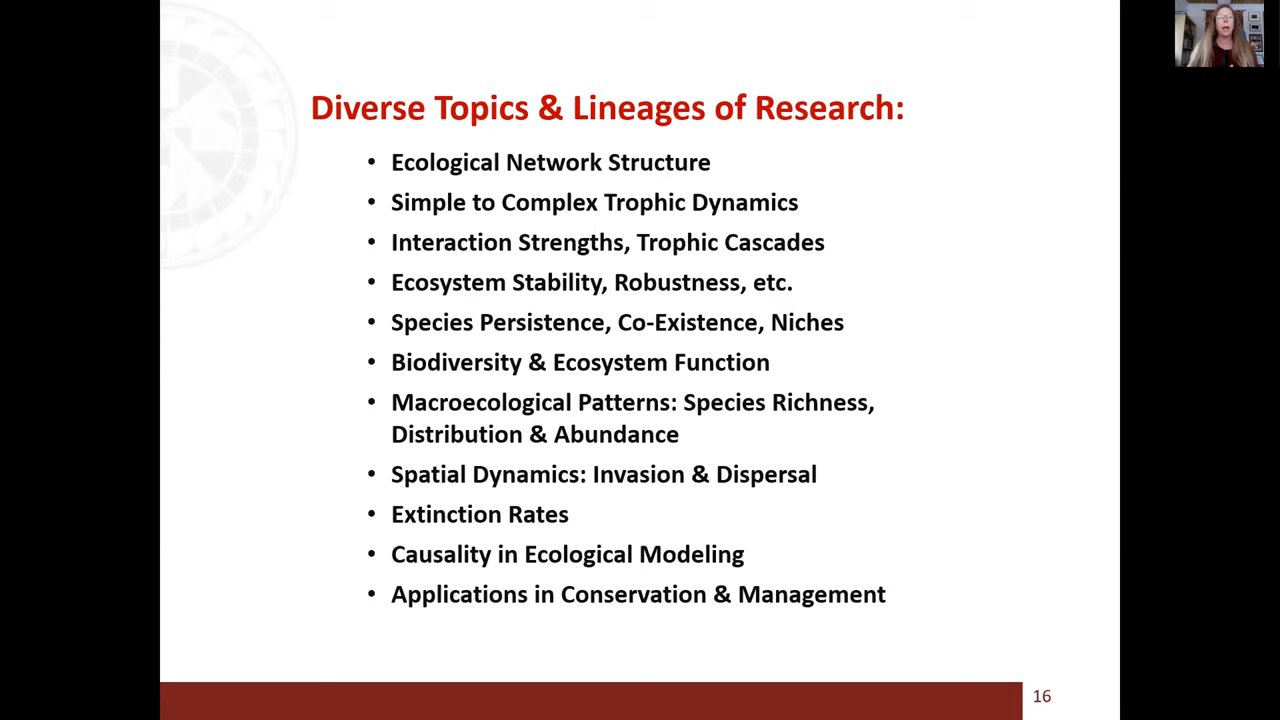 Diverse Topics & Lineages of Research:
• Ecological Network Structure
• Simple to Complex Trophic Dynamics
• Interaction Strengths, Trophic Cascades
• Ecosystem Stability, Robustness, etc.
• Species Persistence, Co-Existence, Niches
• Biodiversity & Ecosystem Function
• Macroecological Patterns: Species Richness,
Distribution & Abundance
• Spatial Dynamics: Invasion & Dispersal
• Extinction Rates
• Causality in Ecological Modeling
• Applications in Conservation & Management
16